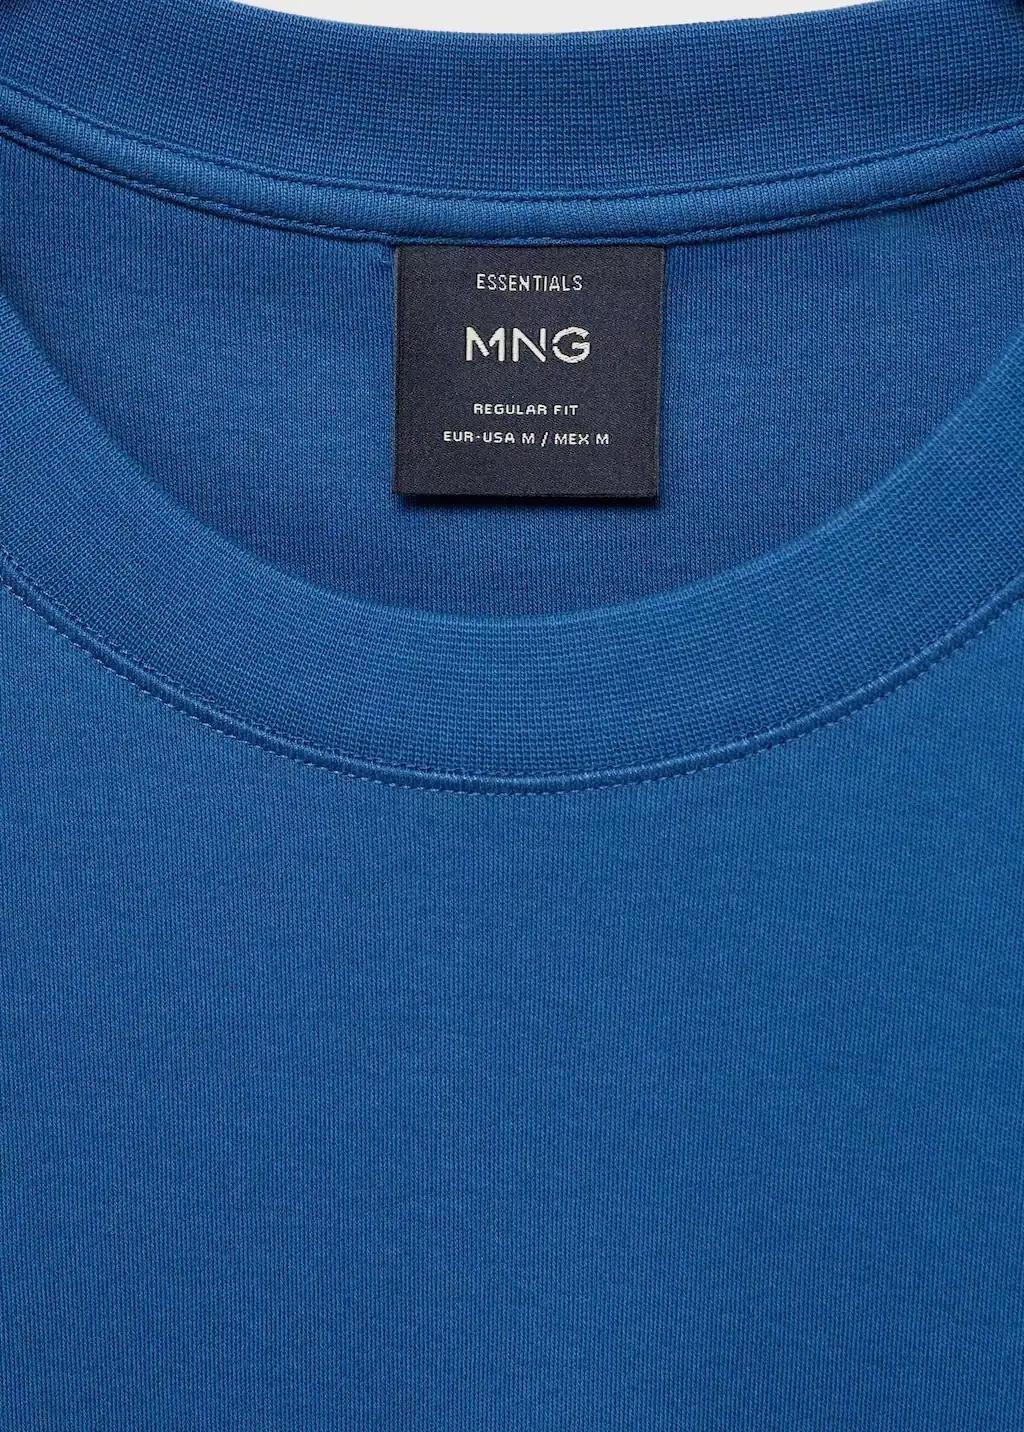 ESSENTIALS
MNG
REGULAR FIT
EUR-USA M / MEX M